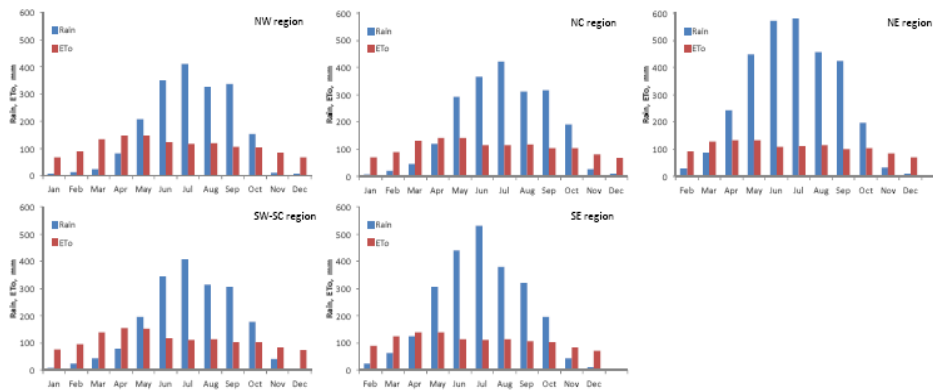 NW region
Rain
ETo
Rain, ETo, mm
600
500
400
300
200
100
0
Jan Feb Mar Apr May Jun Jul Aug Sep Oct Nov Dec
NC region
Rain
ETo
Rain, ETo, mm
600
500
400
300
200
100
0
Jan Feb Mar Apr May Jun Jul Aug Sep Oct Nov Dec
NE region
Rain
ETo
Rain, ETo, mm
600
500
400
300
200
100
0
Feb Mar Apr May Jun Jul Aug Sep Oct Nov Dec
SW-SC region
Rain
ETo
Rain, ETo, mm
600
500
400
300
200
100
0
Jan Feb Mar Apr May Jun Jul Aug Sep Oct Nov Dec
SE region
Rain
ETo
Rain, ETo, mm
600
500
400
300
200
100
0
Feb Mar Apr May Jun Jul Aug Sep Oct Nov Dec